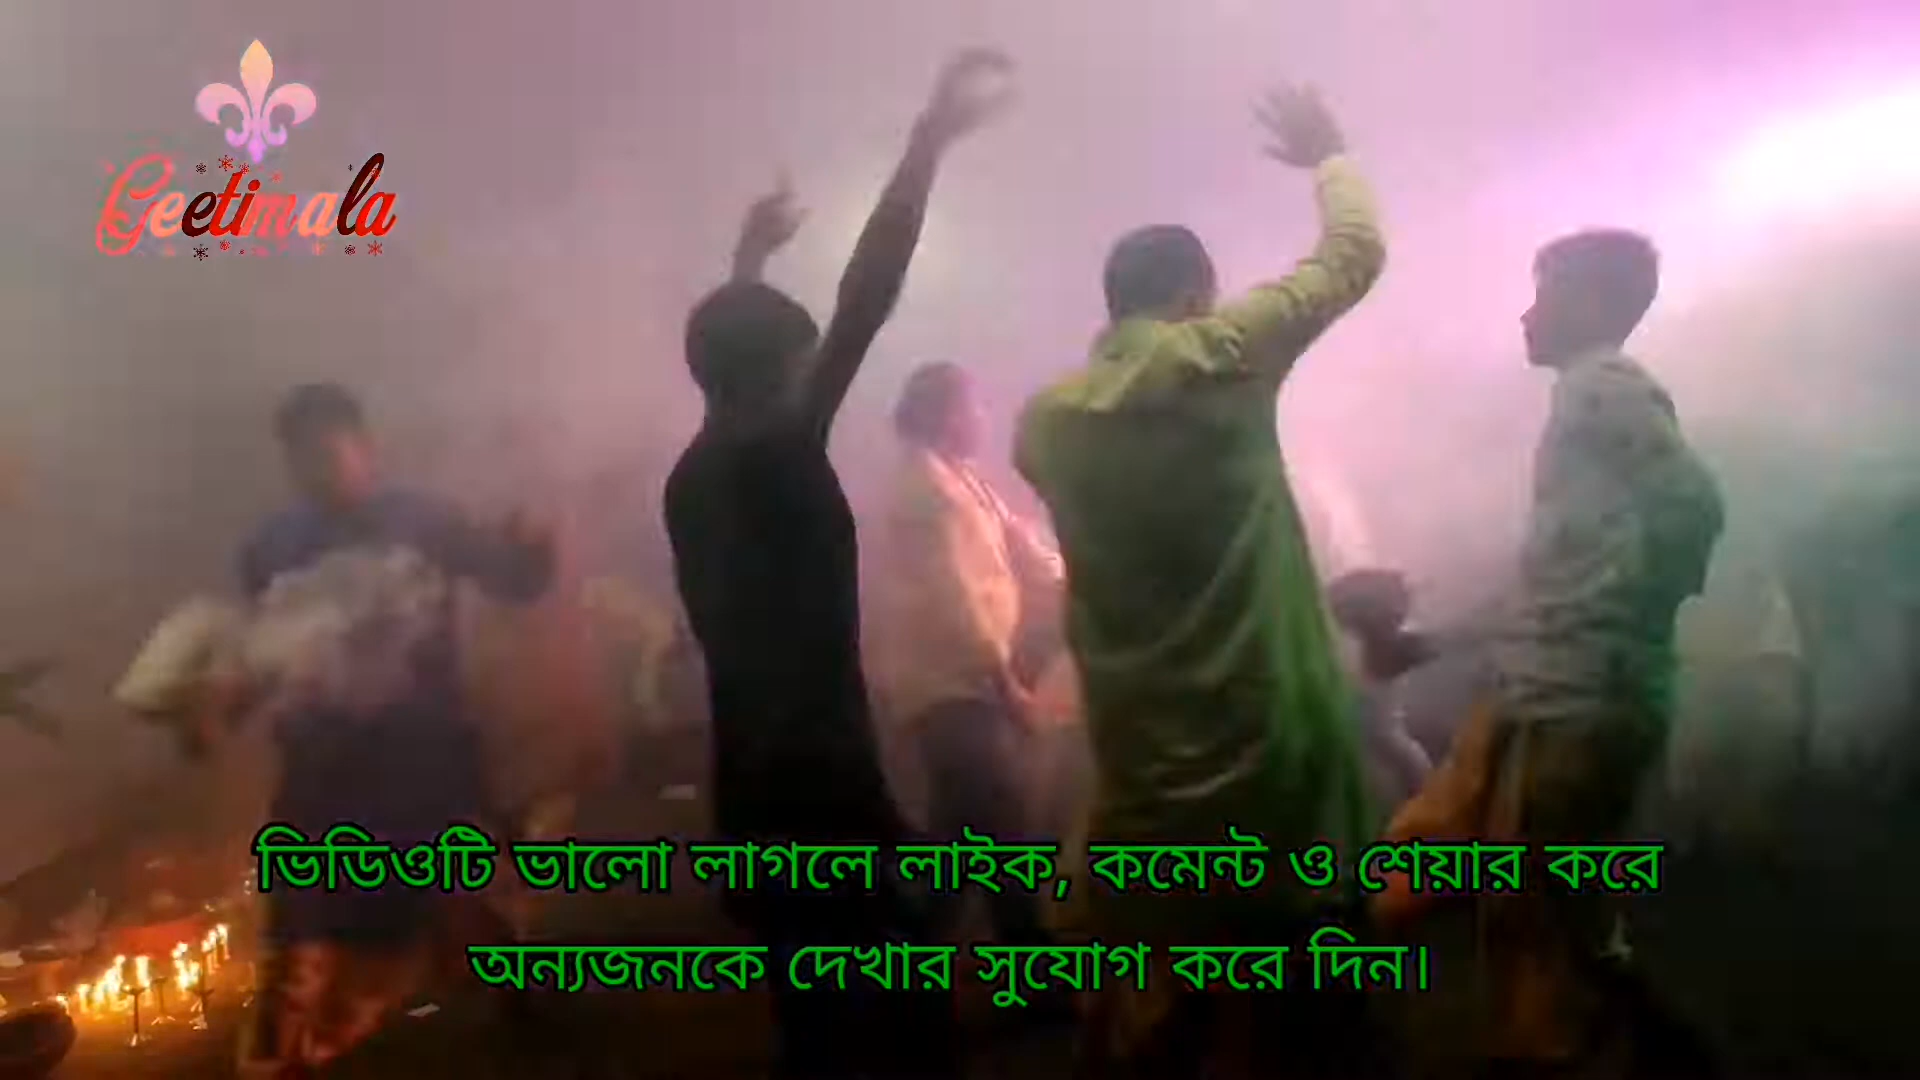 Geetimala
ভিডিওটি ভালো লাগলে লাইক, কমেন্ট ও শেয়ার করে
অন্যজনকে দেখার সুযোগ করে দিন।